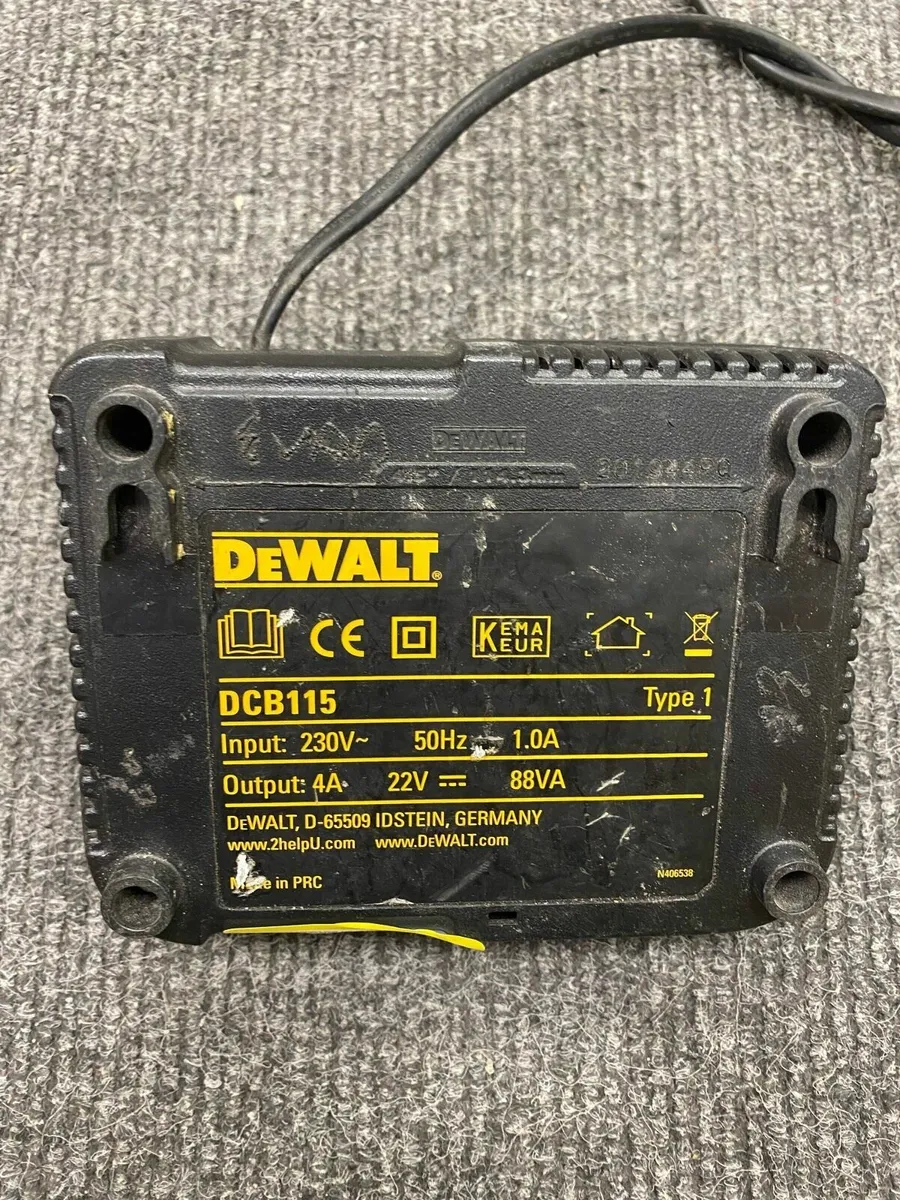 DEWALT
DEWALT®
CE
KEMA
KEUR
DCB115 Type 1
Input: 230V~ 50Hz 1.0A
Output: 4A 22V ⎓ 88VA
DEWALT, D-65509 IDSTEIN, GERMANY
www.2helpU.com www.DEWALT.com
Made in PRC N406538